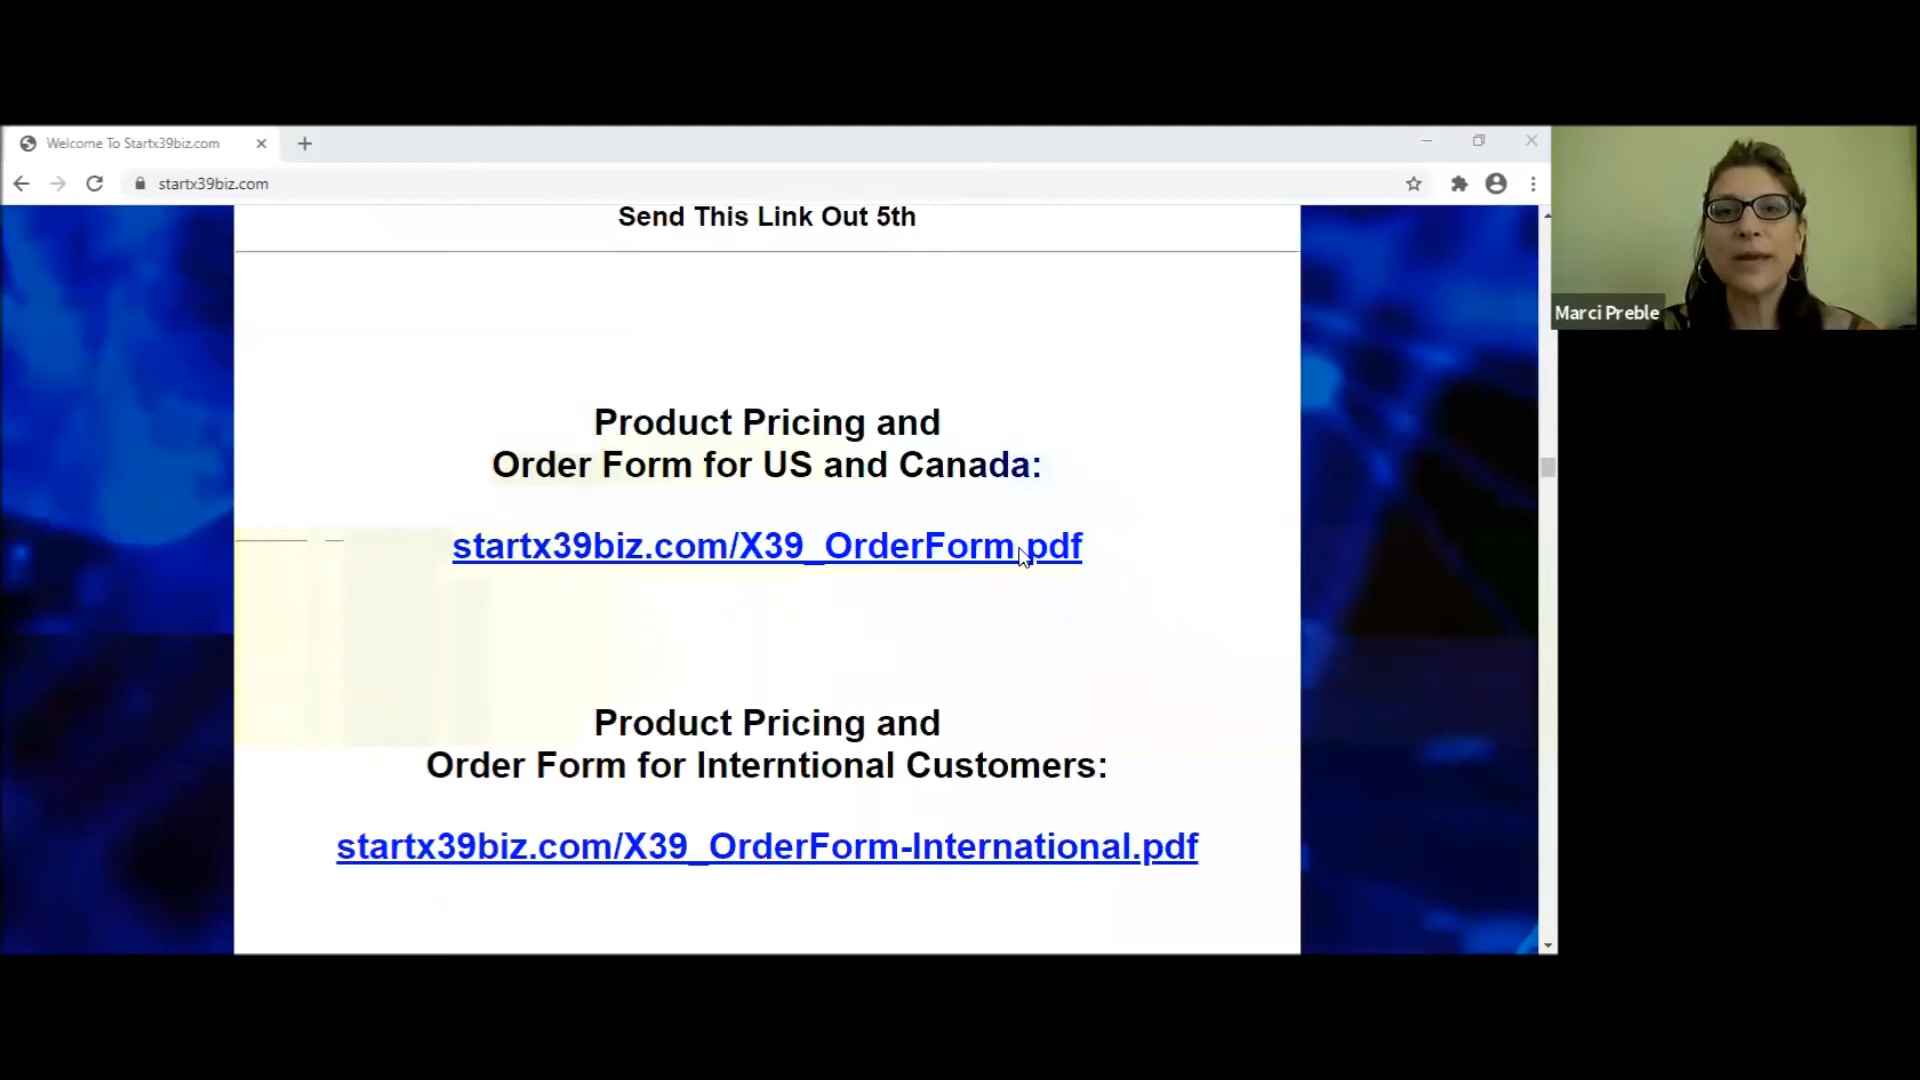 Welcome To Startx39biz.com
startx39biz.com
Send This Link Out 5th
Marci Preble
Product Pricing and
Order Form for US and Canada:
startx39biz.com/X39_OrderForm.pdf
Product Pricing and
Order Form for Interntional Customers:
startx39biz.com/X39_OrderForm-International.pdf